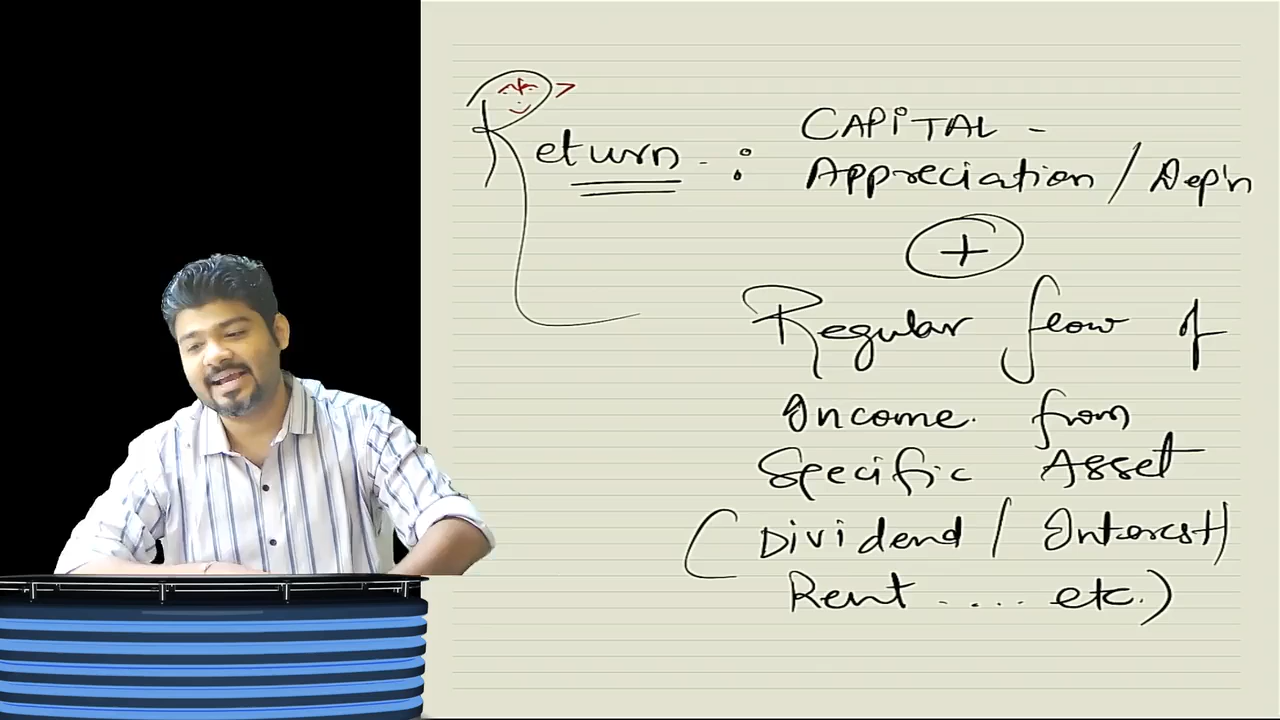 Return : CAPITAL -
Appreciation / Dep'n
+
Regular flow of
Income. from
Specific Asset
(Dividend / Interest /
Rent .... etc.)